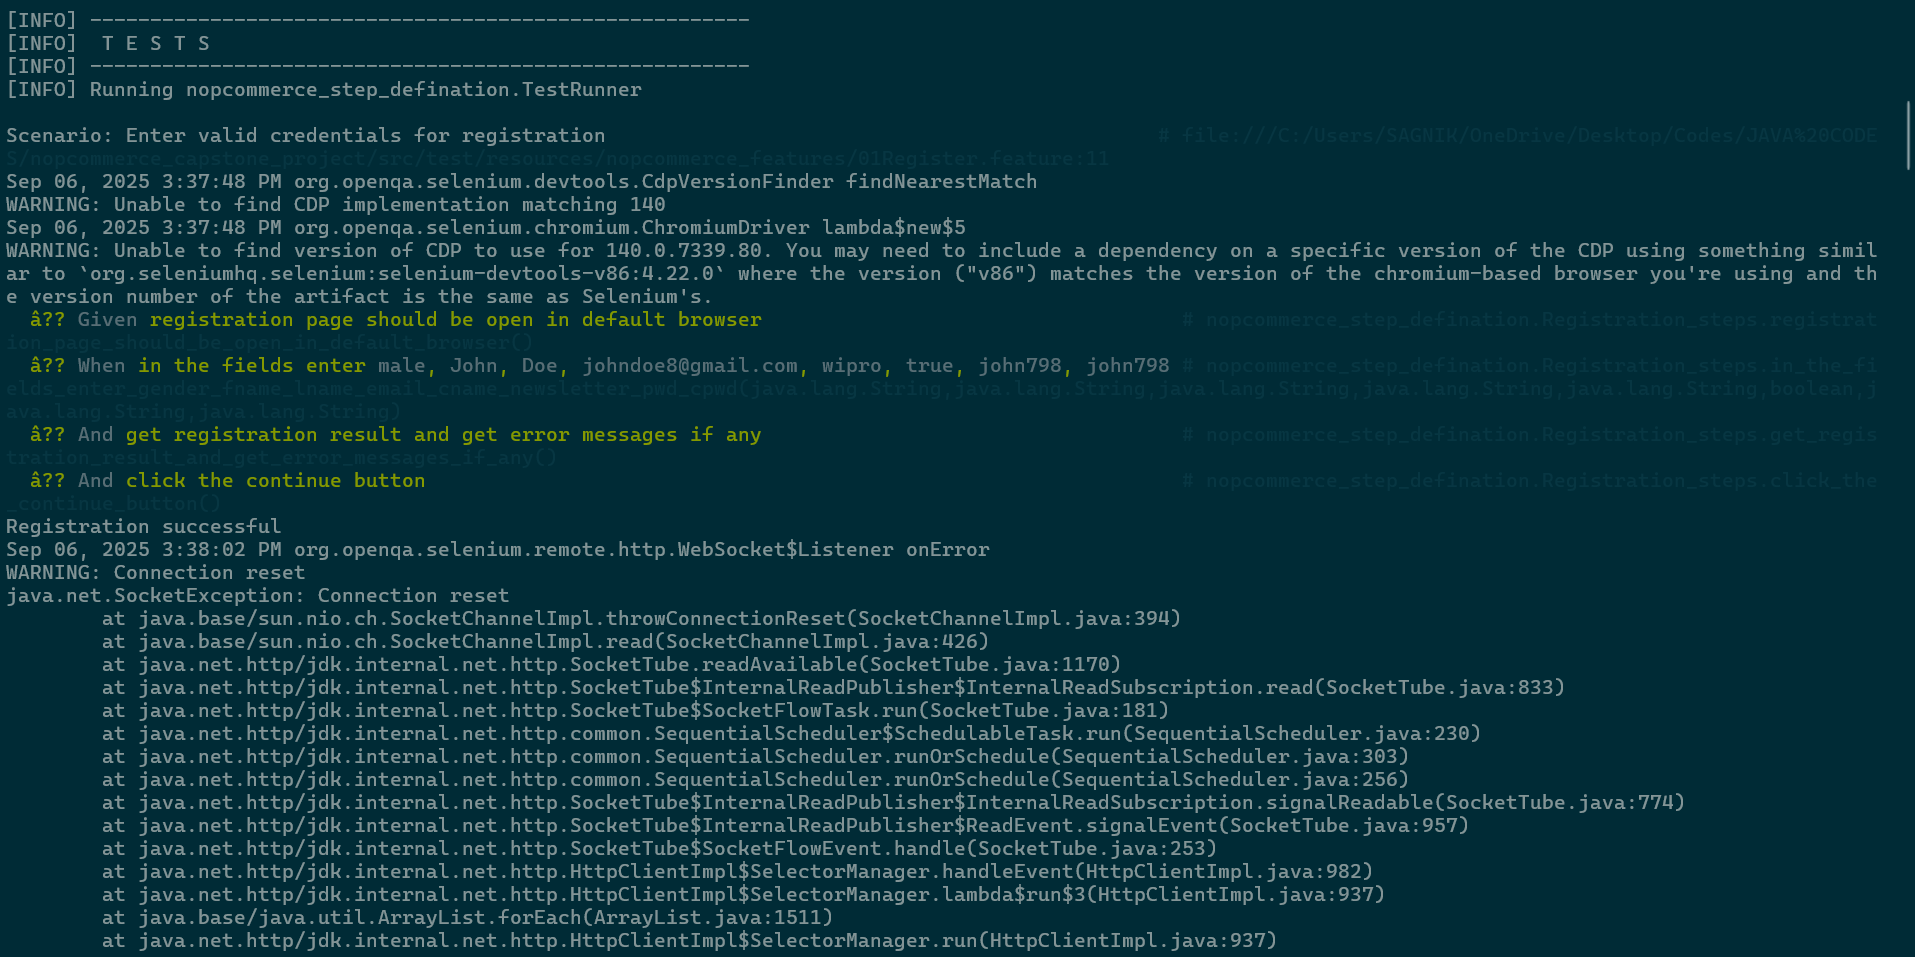 [INFO] -------------------------------------------------------
[INFO]  T E S T S
[INFO] -------------------------------------------------------
[INFO] Running nopcommerce_step_defination.TestRunner
Scenario: Enter valid credentials for registration # file:///C:/Users/SAGNIK/OneDrive/Desktop/Codes/JAVA%20CODE
S/nopcommerce_capstone_project/src/test/resources/nopcommerce_features/01Register.feature:11
Sep 06, 2025 3:37:48 PM org.openqa.selenium.devtools.CdpVersionFinder findNearestMatch
WARNING: Unable to find CDP implementation matching 140
Sep 06, 2025 3:37:48 PM org.openqa.selenium.chromium.ChromiumDriver lambda$new$5
WARNING: Unable to find version of CDP to use for 140.0.7339.80. You may need to include a dependency on a specific version of the CDP using something simil
ar to `org.seleniumhq.selenium:selenium-devtools-v86:4.22.0` where the version ("v86") matches the version of the chromium-based browser you're using and th
e version number of the artifact is the same as Selenium's.
  â?? Given registration page should be open in default browser # nopcommerce_step_defination.Registration_steps.registrat
ion_page_should_be_open_in_default_browser()
  â?? When in the fields enter male, John, Doe, johndoe8@gmail.com, wipro, true, john798, john798 # nopcommerce_step_defination.Registration_steps.in_the_fi
elds_enter_gender_fname_lname_email_cname_newsletter_pwd_cpwd(java.lang.String,java.lang.String,java.lang.String,java.lang.String,java.lang.String,boolean,j
ava.lang.String,java.lang.String)
  â?? And get registration result and get error messages if any # nopcommerce_step_defination.Registration_steps.get_regis
tration_result_and_get_error_messages_if_any()
  â?? And click the continue button # nopcommerce_step_defination.Registration_steps.click_the
_continue_button()
Registration successful
Sep 06, 2025 3:38:02 PM org.openqa.selenium.remote.http.WebSocket$Listener onError
WARNING: Connection reset
java.net.SocketException: Connection reset
        at java.base/sun.nio.ch.SocketChannelImpl.throwConnectionReset(SocketChannelImpl.java:394)
        at java.base/sun.nio.ch.SocketChannelImpl.read(SocketChannelImpl.java:426)
        at java.net.http/jdk.internal.net.http.SocketTube.readAvailable(SocketTube.java:1170)
        at java.net.http/jdk.internal.net.http.SocketTube$InternalReadPublisher$InternalReadSubscription.read(SocketTube.java:833)
        at java.net.http/jdk.internal.net.http.SocketTube$SocketFlowTask.run(SocketTube.java:181)
        at java.net.http/jdk.internal.net.http.common.SequentialScheduler$SchedulableTask.run(SequentialScheduler.java:230)
        at java.net.http/jdk.internal.net.http.common.SequentialScheduler.runOrSchedule(SequentialScheduler.java:303)
        at java.net.http/jdk.internal.net.http.common.SequentialScheduler.runOrSchedule(SequentialScheduler.java:256)
        at java.net.http/jdk.internal.net.http.SocketTube$InternalReadPublisher$InternalReadSubscription.signalReadable(SocketTube.java:774)
        at java.net.http/jdk.internal.net.http.SocketTube$InternalReadPublisher$ReadEvent.signalEvent(SocketTube.java:957)
        at java.net.http/jdk.internal.net.http.SocketTube$SocketFlowEvent.handle(SocketTube.java:253)
        at java.net.http/jdk.internal.net.http.HttpClientImpl$SelectorManager.handleEvent(HttpClientImpl.java:982)
        at java.net.http/jdk.internal.net.http.HttpClientImpl$SelectorManager.lambda$run$3(HttpClientImpl.java:937)
        at java.base/java.util.ArrayList.forEach(ArrayList.java:1511)
        at java.net.http/jdk.internal.net.http.HttpClientImpl$SelectorManager.run(HttpClientImpl.java:937)